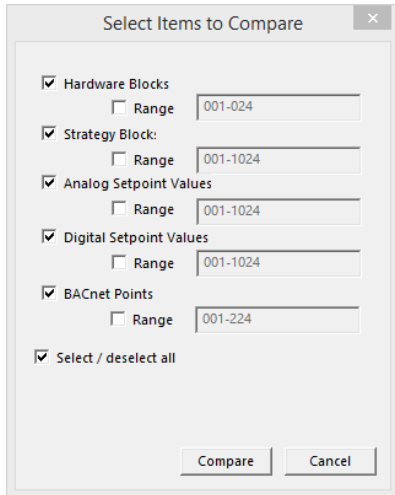 Select Items to Compare
Hardware Blocks
Range 001-024
Strategy Blocks
Range 001-1024
Analog Setpoint Values
Range 001-1024
Digital Setpoint Values
Range 001-1024
BACnet Points
Range 001-224
Select / deselect all
Compare Cancel